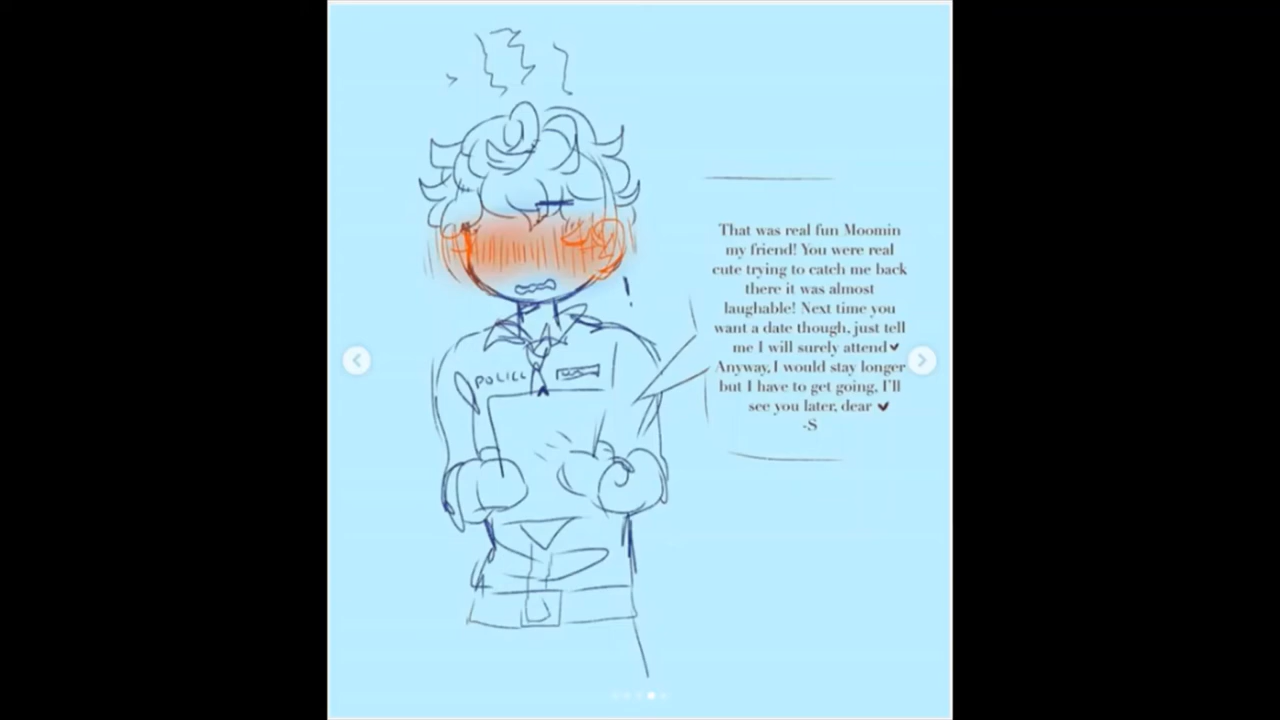 That was real fun Moomin
my friend! You were real
cute trying to catch me back
there it was almost
laughable! Next time you
want a date though, just tell
me I will surely attend♥
Anyway, I would stay longer
but I have to get going, I'll
see you later, dear ♥
-S
!
POLICE